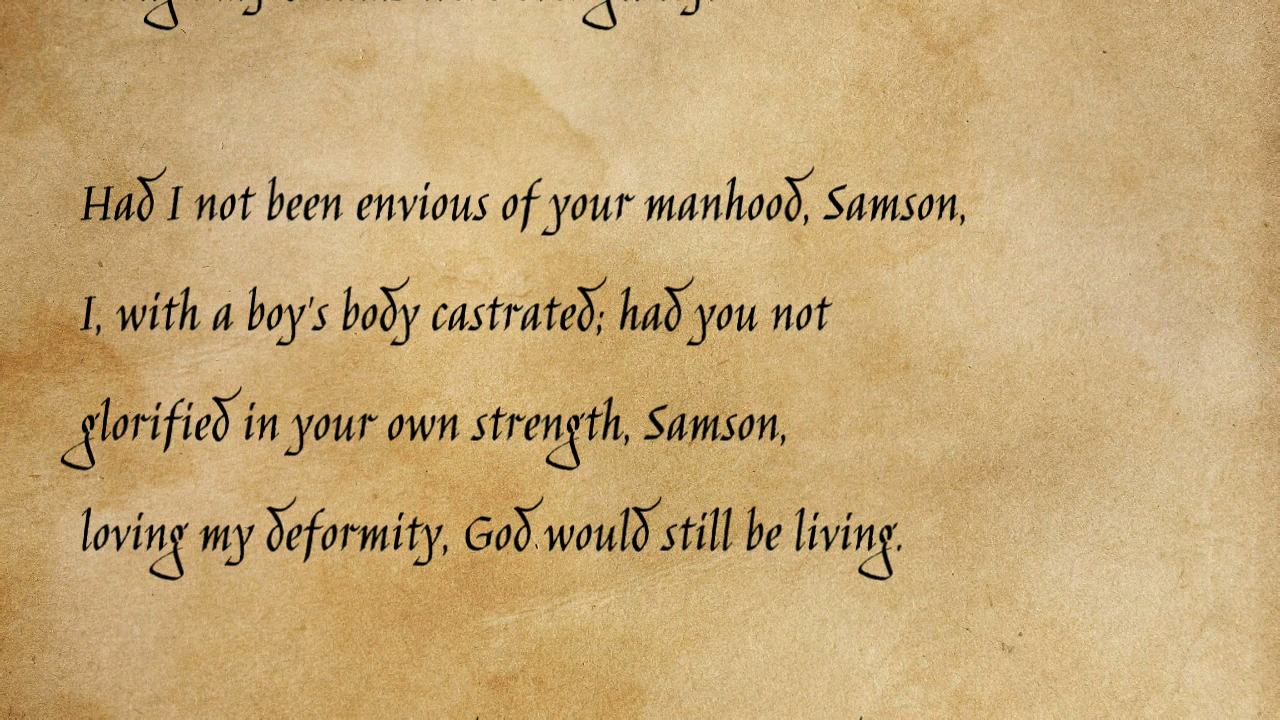 Had I not been envious of your manhood, Samson,
I, with a boy's body castrated; had you not
glorified in your own strength, Samson,
loving my deformity, God would still be living.